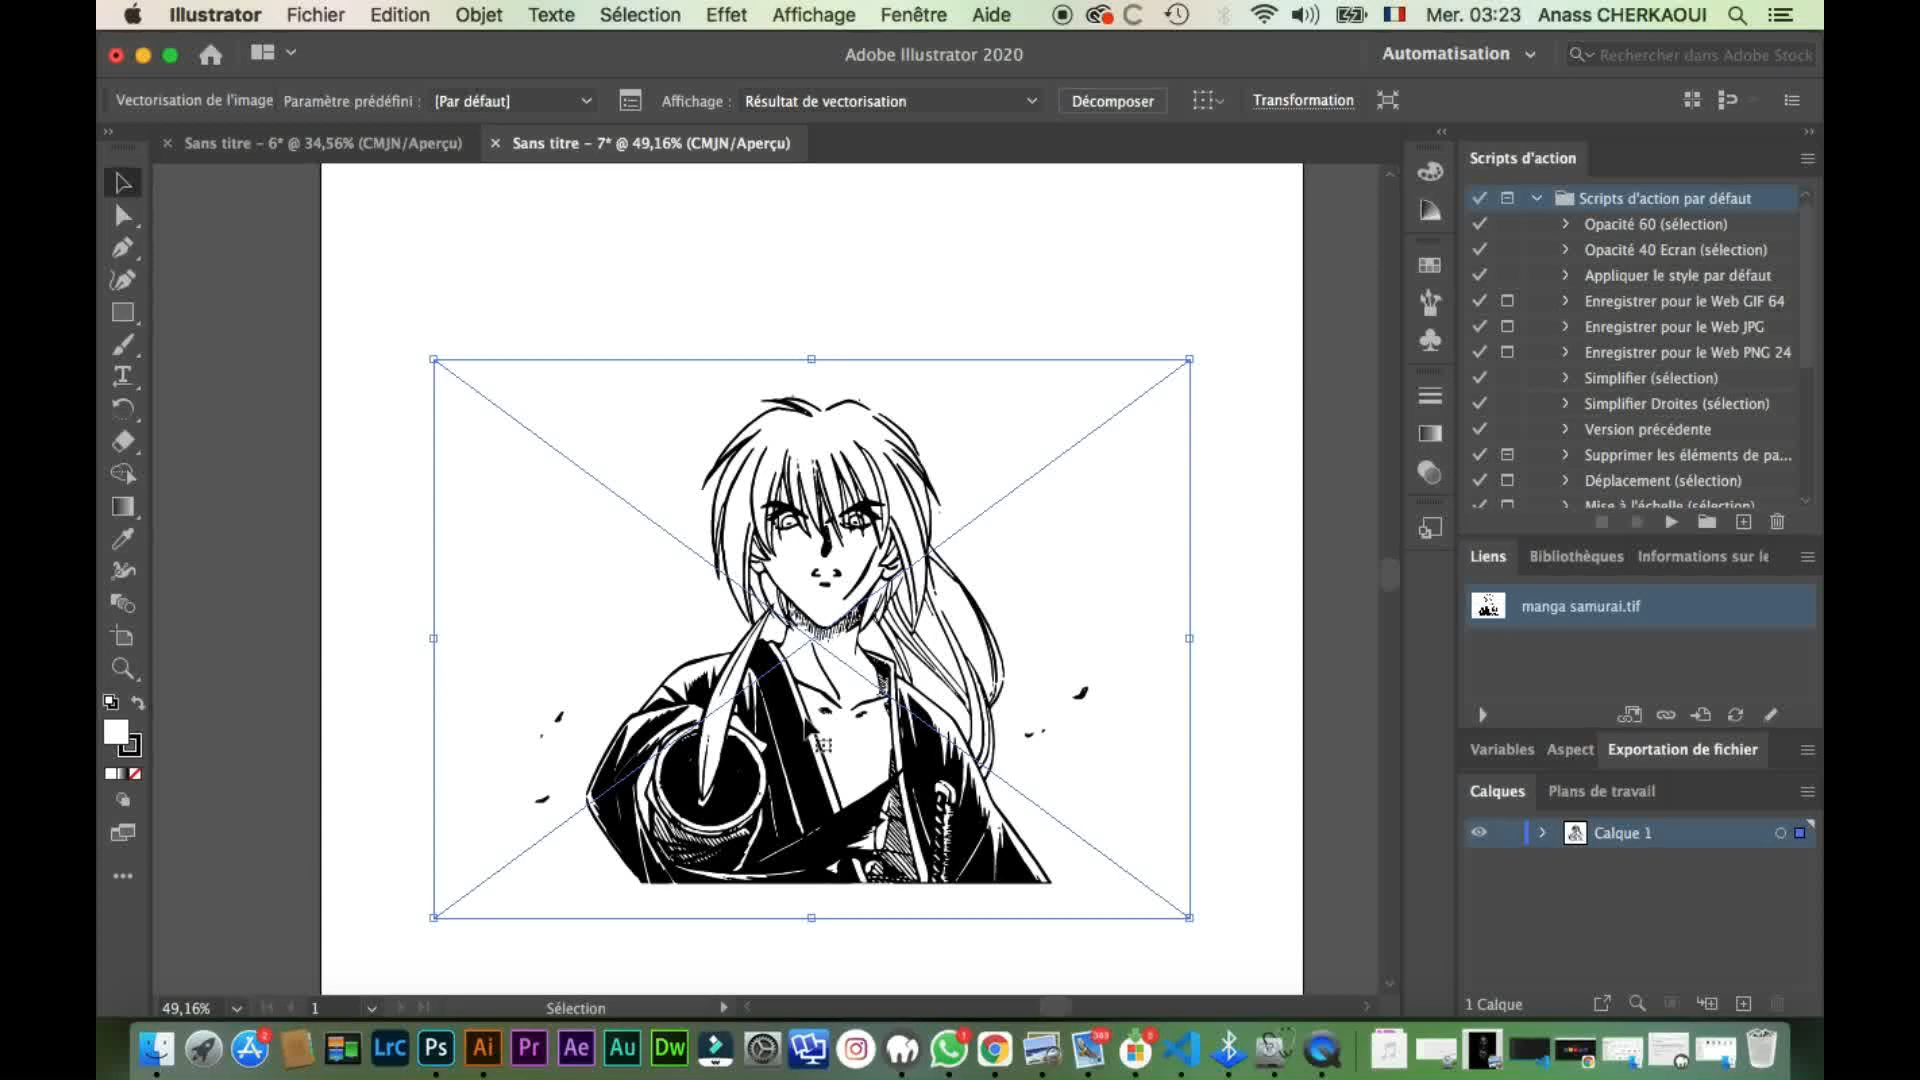 Illustrator Fichier Edition Objet Texte Sélection Effet Affichage Fenêtre Aide Mer. 03:23 Anass CHERKAOUI
Adobe Illustrator 2020 Automatisation Rechercher dans Adobe Stock
Vectorisation de l'image Paramètre prédéfini : [Par défaut] Affichage : Résultat de vectorisation Décomposer Transformation
Sans titre - 6* @ 34,56% (CMJN/Aperçu) Sans titre - 7* @ 49,16% (CMJN/Aperçu)
Scripts d'action
Scripts d'action par défaut
Opacité 60 (sélection)
Opacité 40 Ecran (sélection)
Appliquer le style par défaut
Enregistrer pour le Web GIF 64
Enregistrer pour le Web JPG
Enregistrer pour le Web PNG 24
Simplifier (sélection)
Simplifier Droites (sélection)
Version précédente
Supprimer les éléments de pa...
Déplacement (sélection)
Mise à l'échelle (sélection)
Liens Bibliothèques Informations sur le
manga samurai.tif
Variables Aspect Exportation de fichier
Calques Plans de travail
Calque 1
1 Calque
49,16% 1 Sélection
2 LrC Ps Ai Pr Ae Au Dw 1